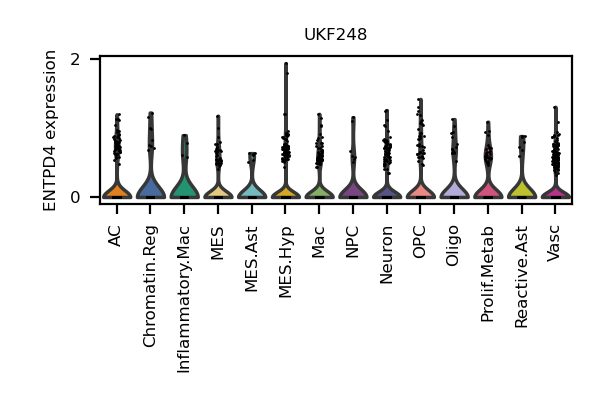 UKF248
ENTPD4 expression
2
0
AC
Chromatin.Reg
Inflammatory.Mac
MES
MES.Ast
MES.Hyp
Mac
NPC
Neuron
OPC
Oligo
Prolif.Metab
Reactive.Ast
Vasc